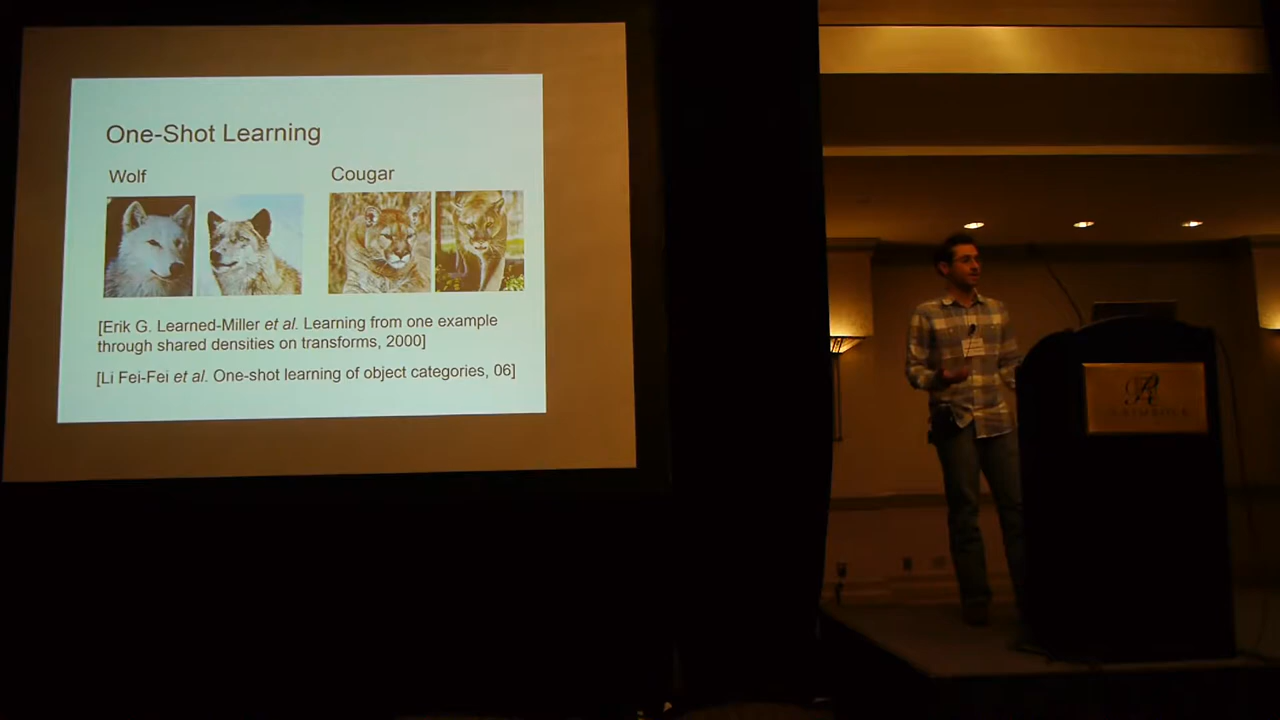 One-Shot Learning
Wolf
Cougar
[Erik G. Learned-Miller et al. Learning from one example
through shared densities on transforms, 2000]
[Li Fei-Fei et al. One-shot learning of object categories, 06]